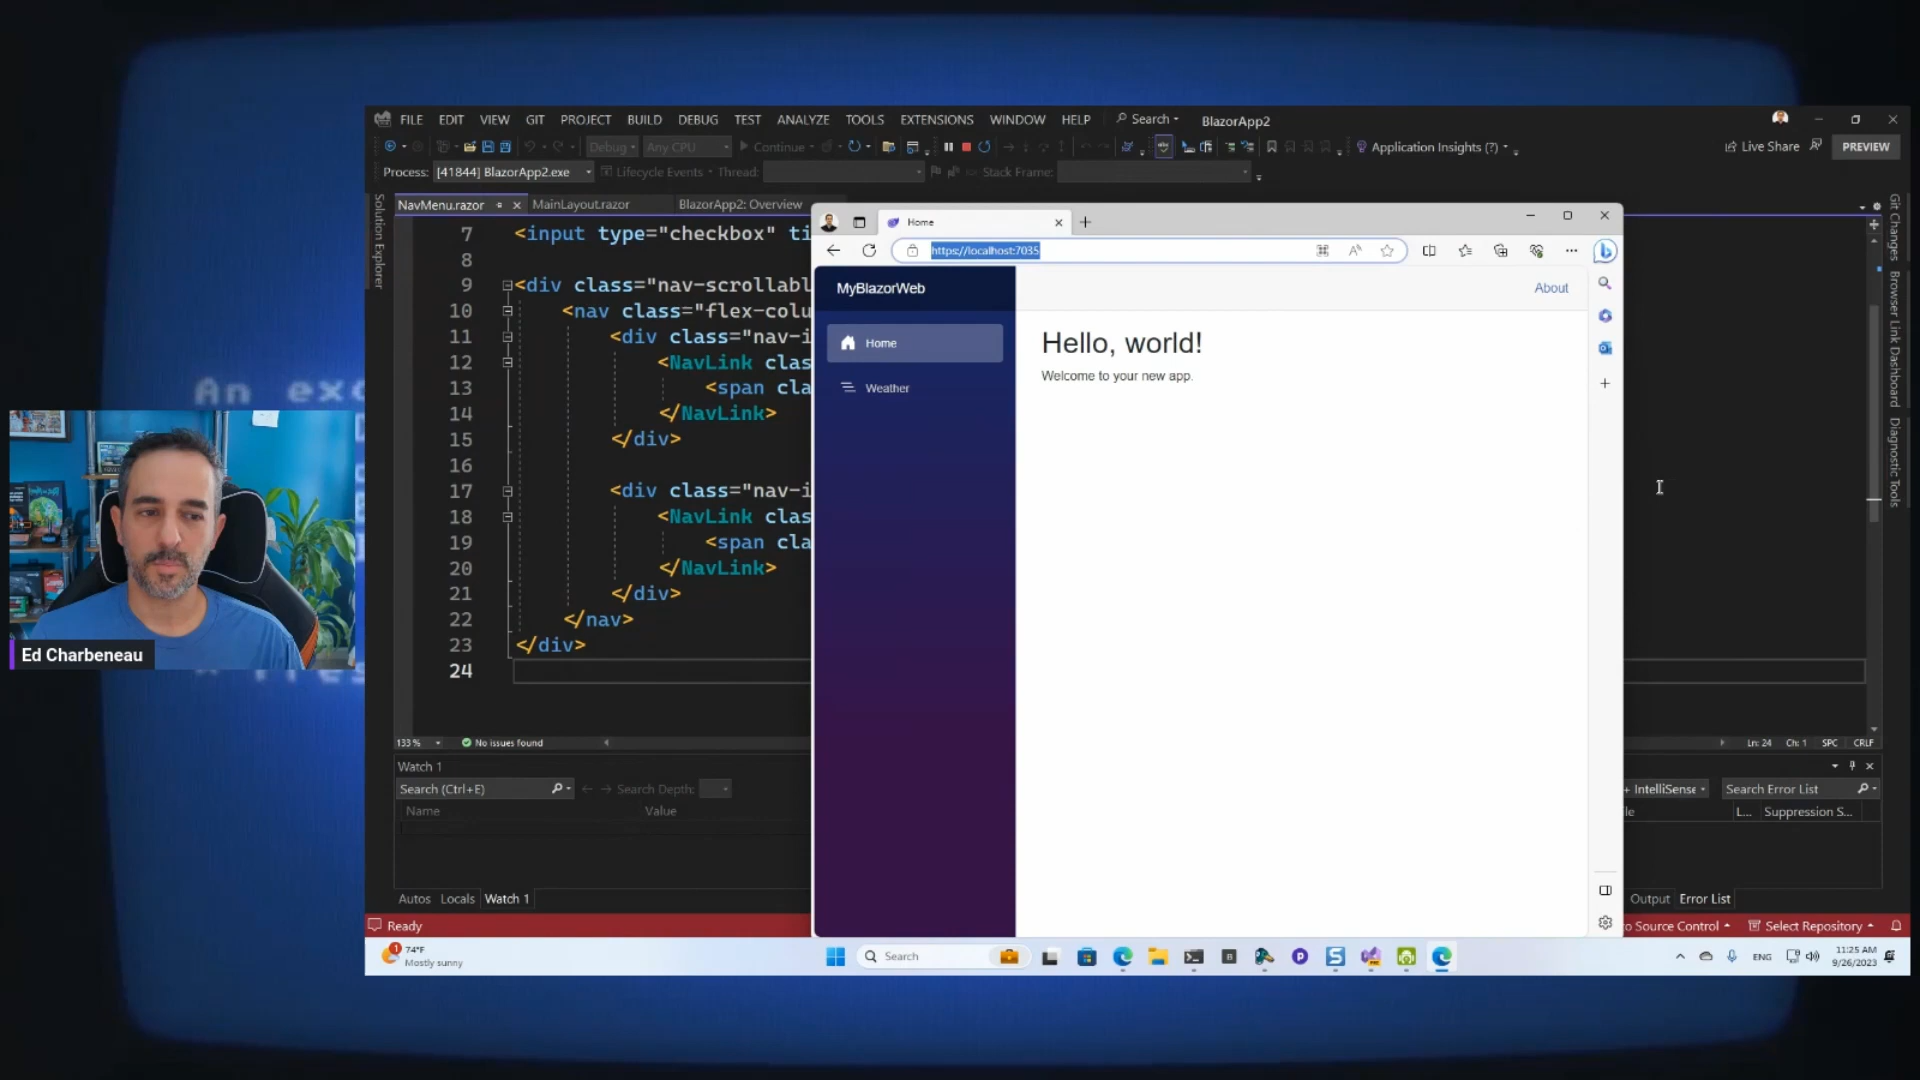 An exc
FILE EDIT VIEW GIT PROJECT BUILD DEBUG TEST ANALYZE TOOLS EXTENSIONS WINDOW HELP Search BlazorApp2
Debug Any CPU Continue Application Insights (?) Live Share PREVIEW
Process: [41844] BlazorApp2.exe Lifecycle Events Thread: Stack Frame:
NavMenu.razor MainLayout.razor BlazorApp2: Overview
Solution Explorer
7 <input type="checkbox" ti
8
9 <div class="nav-scrollabl
10 <nav class="flex-colu
11 <div class="nav-i
12 <NavLink clas
13 <span cla
14 </NavLink>
15 </div>
16
17 <div class="nav-i
18 <NavLink clas
19 <span cla
20 </NavLink>
21 </div>
22 </nav>
23 </div>
24
133 % No issues found
Ln: 24 Ch: 1 SPC CRLF
Home
https://localhost:7035
MyBlazorWeb
About
Home
Weather
Hello, world!
Welcome to your new app.
Git Changes
Browser Link Dashboard
Diagnostic Tools
Ed Charbeneau
Watch 1
Search (Ctrl+E) Search Depth:
Name Value
+ IntelliSense Search Error List
le L... Suppression S...
Autos Locals Watch 1
Output Error List
Ready
o Source Control Select Repository
1
74°F
Mostly sunny
Search
ENG
11:25 AM
9/26/2023